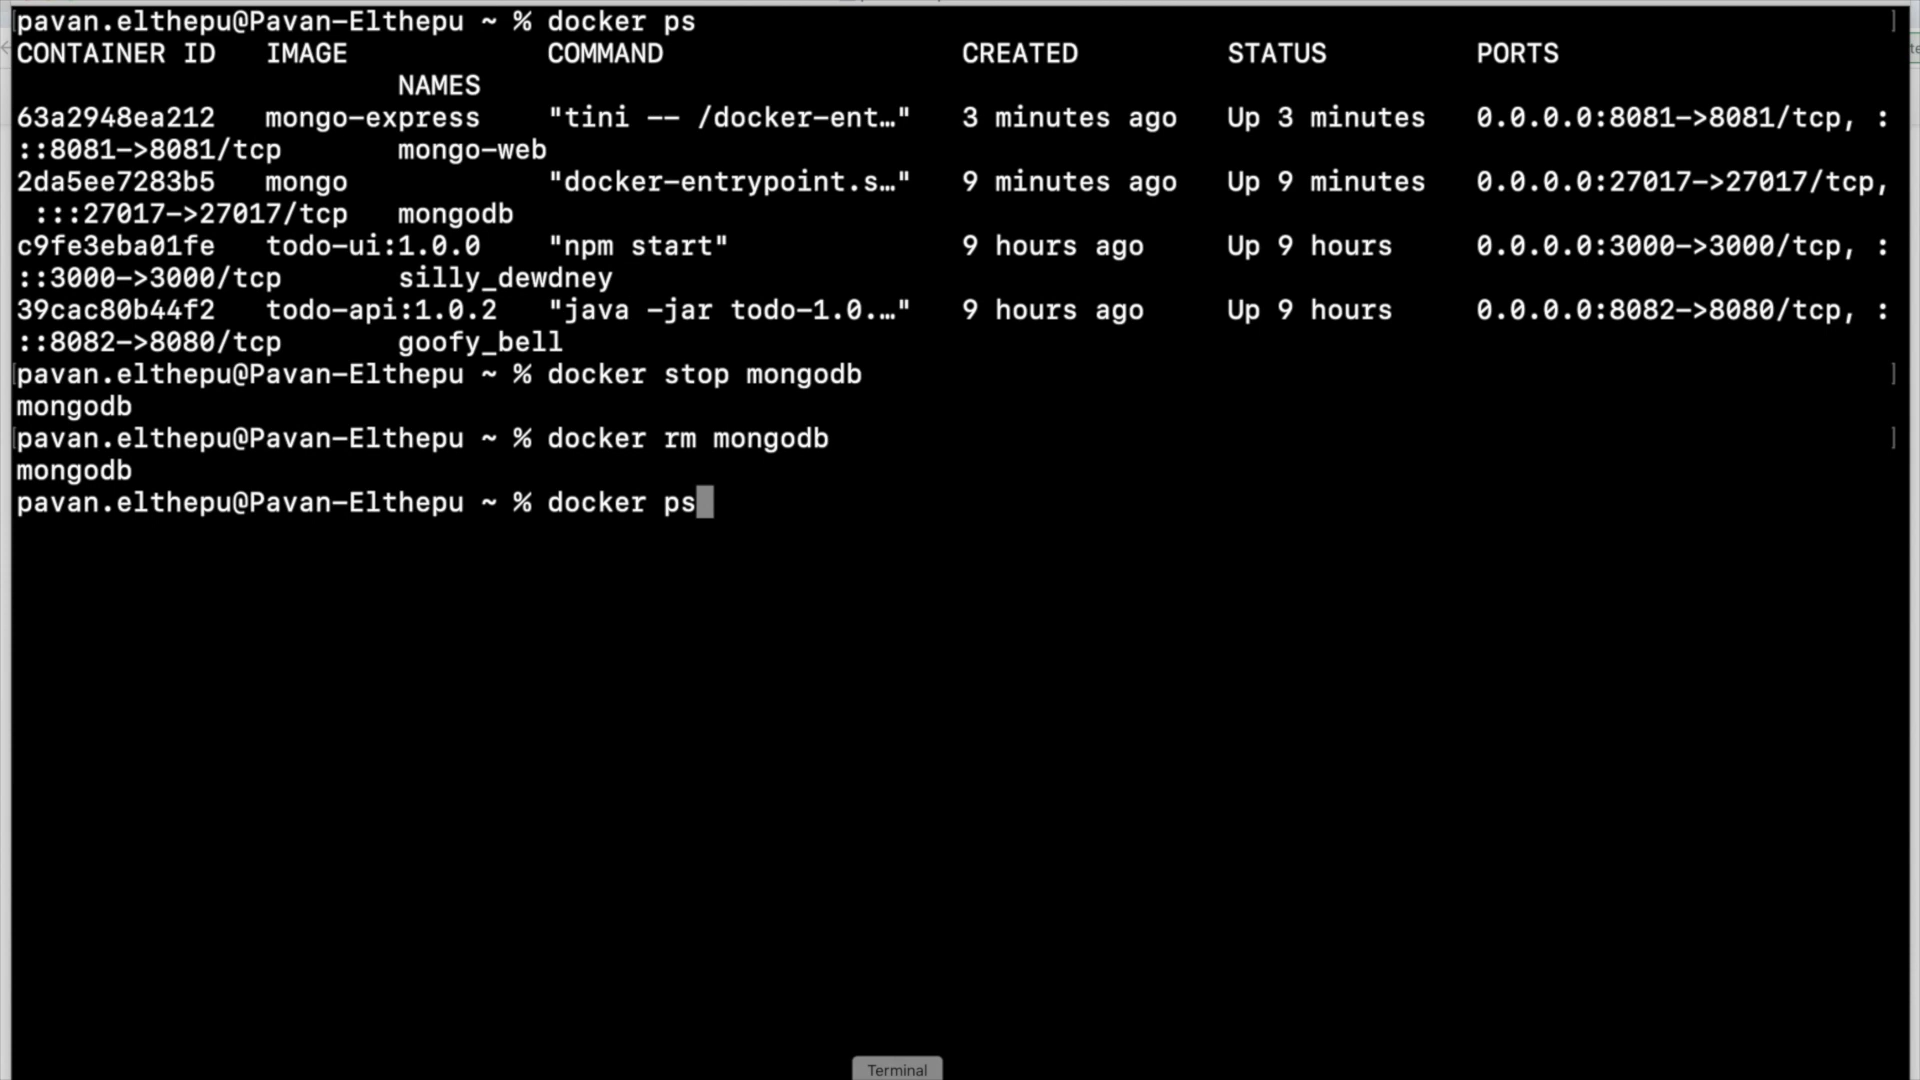 pavan.elthepu@Pavan-Elthepu ~ % docker ps
CONTAINER ID   IMAGE            COMMAND                  CREATED         STATUS         PORTS
                       NAMES
63a2948ea212   mongo-express    "tini -- /docker-ent…"   3 minutes ago   Up 3 minutes   0.0.0.0:8081->8081/tcp, :
::8081->8081/tcp       mongo-web
2da5ee7283b5   mongo            "docker-entrypoint.s…"   9 minutes ago   Up 9 minutes   0.0.0.0:27017->27017/tcp,
 :::27017->27017/tcp   mongodb
c9fe3eba01fe   todo-ui:1.0.0    "npm start"              9 hours ago     Up 9 hours     0.0.0.0:3000->3000/tcp, :
::3000->3000/tcp       silly_dewdney
39cac80b44f2   todo-api:1.0.2   "java -jar todo-1.0.…"   9 hours ago     Up 9 hours     0.0.0.0:8082->8080/tcp, :
::8082->8080/tcp       goofy_bell
pavan.elthepu@Pavan-Elthepu ~ % docker stop mongodb
mongodb
pavan.elthepu@Pavan-Elthepu ~ % docker rm mongodb
mongodb
pavan.elthepu@Pavan-Elthepu ~ % docker ps
Terminal